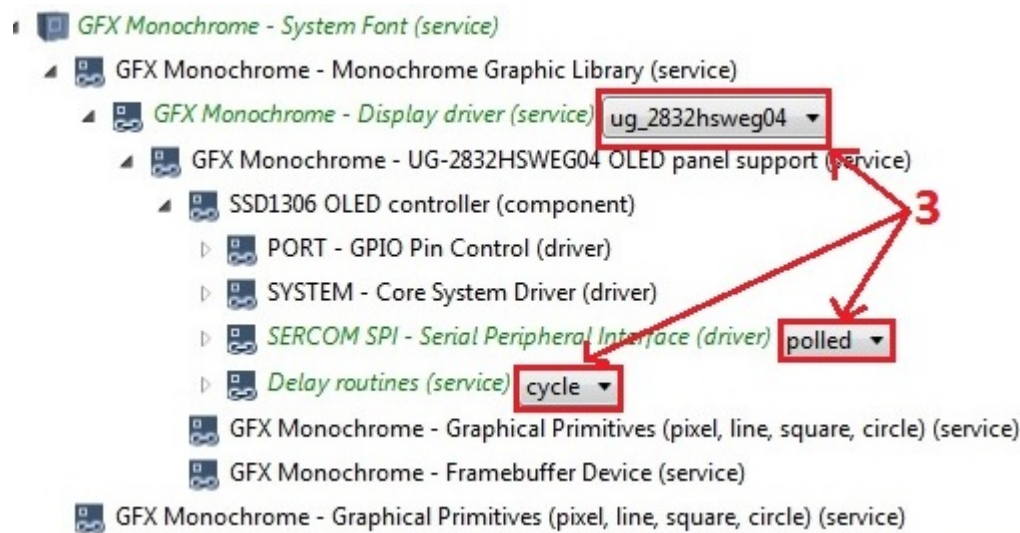 GFX Monochrome - System Font (service)
GFX Monochrome - Monochrome Graphic Library (service)
GFX Monochrome - Display driver (service) ug_2832hsweg04
GFX Monochrome - UG-2832HSWEG04 OLED panel support (service)
SSD1306 OLED controller (component)
3
PORT - GPIO Pin Control (driver)
SYSTEM - Core System Driver (driver)
SERCOM SPI - Serial Peripheral Interface (driver) polled
Delay routines (service) cycle
GFX Monochrome - Graphical Primitives (pixel, line, square, circle) (service)
GFX Monochrome - Framebuffer Device (service)
GFX Monochrome - Graphical Primitives (pixel, line, square, circle) (service)